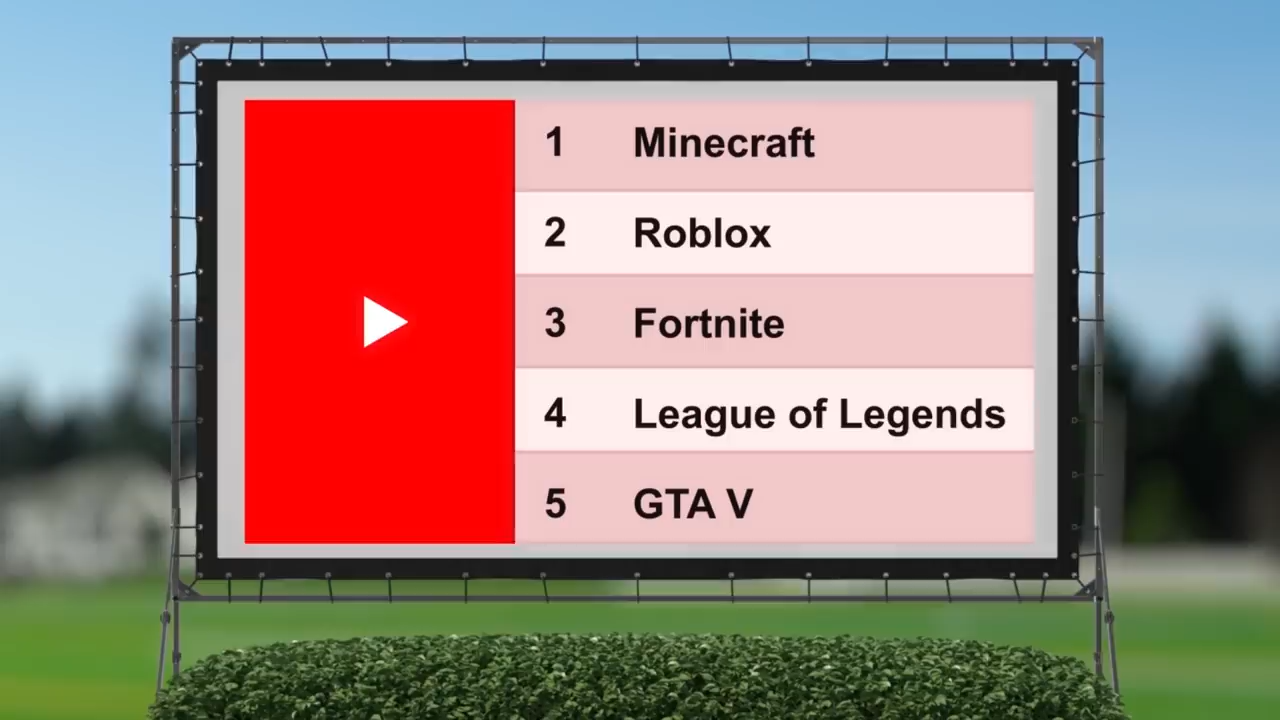 1 Minecraft
2 Roblox
3 Fortnite
4 League of Legends
5 GTA V